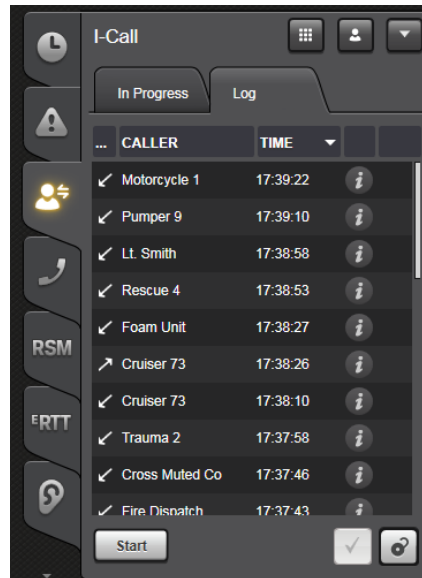 I-Call
In Progress Log
... CALLER TIME
Motorcycle 1 17:39:22 i
Pumper 9 17:39:10 i
Lt. Smith 17:38:58 i
Rescue 4 17:38:53 i
Foam Unit 17:38:27 i
RSM
Cruiser 73 17:38:26 i
Cruiser 73 17:38:10 i
ERTT
Trauma 2 17:37:58 i
Cross Muted Co 17:37:46 i
Fire Dispatch 17:37:43 i
Start